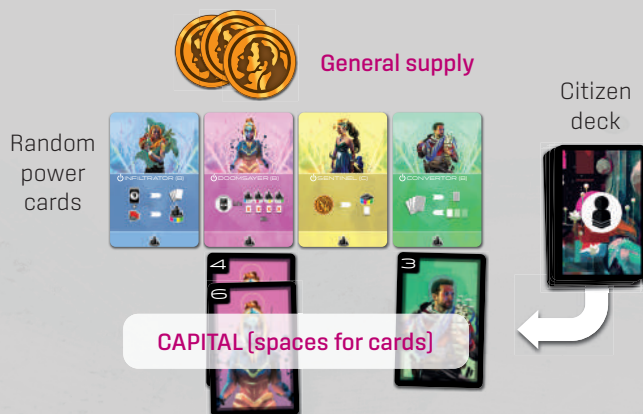 General supply
Citizen
deck
Random
power
cards
INFILTRATOR (B)
DOOMSAYER (B)
SENTINEL (C)
CONVERTOR (B)
4
6
3
CAPITAL (spaces for cards)